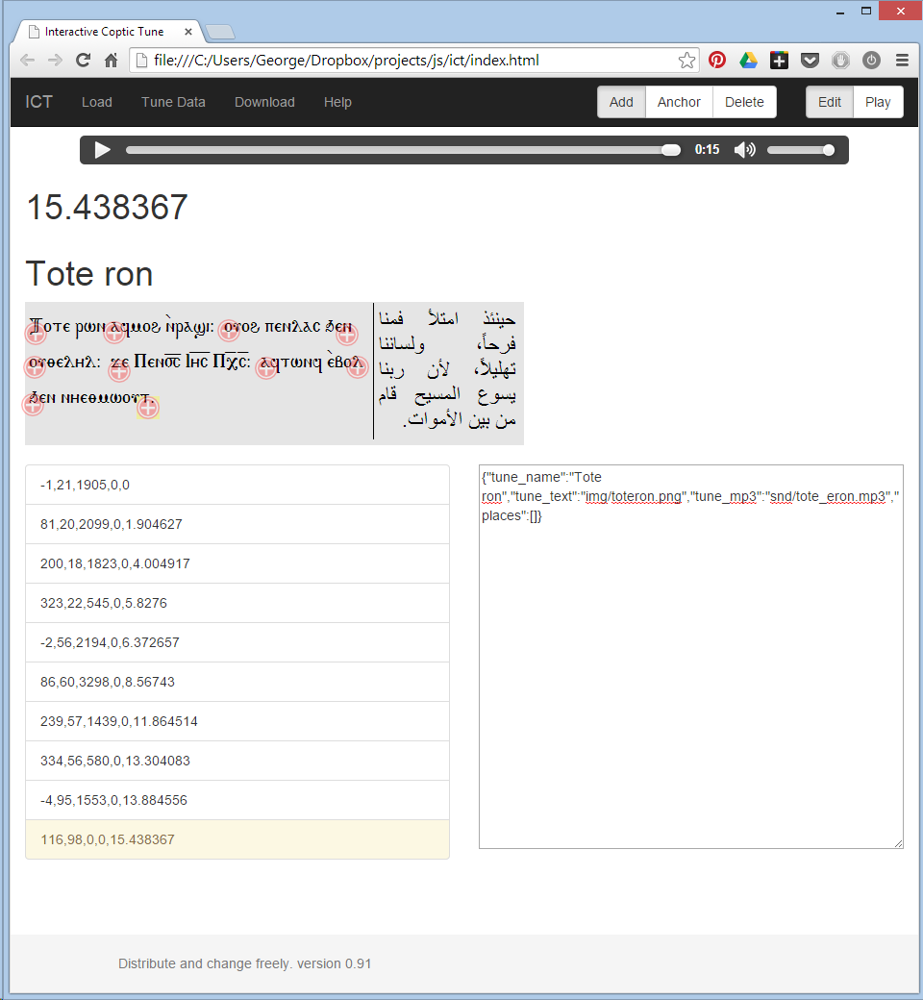 Interactive Coptic Tune
file:///C:/Users/George/Dropbox/projects/js/ict/index.html
ICT Load Tune Data Download Help Add Anchor Delete Edit Play
0:15
15.438367
Tote ron
Ⲧⲟⲧⲉ ⲣⲱⲛ ⲁϥⲙⲟϩ ⲛ̀ⲣⲁϣⲓ: ⲟⲩⲟϩ ⲡⲉⲛⲗⲁⲥ ϧⲉⲛ
ⲟⲩⲑⲉⲗⲏⲗ: ϫⲉ Ⲡⲉⲛⲟ̅ⲥ̅ Ⲓⲏ̅ⲥ̅ Ⲡⲭ̅ⲥ̅: ⲁϥⲧⲱⲛϥ ⲉ̀ⲃⲟⲗ
ϧⲉⲛ ⲛⲏⲉⲑⲙⲱⲟⲩⲧ.
حينئذ امتلأ فمنا
فرحاً، ولساننا
تهليلاً، لأن ربنا
يسوع المسيح قام
من بين الأموات.
-1,21,1905,0,0
81,20,2099,0,1.904627
200,18,1823,0,4.004917
323,22,545,0,5.8276
-2,56,2194,0,6.372657
86,60,3298,0,8.56743
239,57,1439,0,11.864514
334,56,580,0,13.304083
-4,95,1553,0,13.884556
116,98,0,0,15.438367
{"tune_name":"Tote
ron","tune_text":"img/toteron.png","tune_mp3":"snd/tote_eron.mp3","
places":[]}
Distribute and change freely. version 0.91